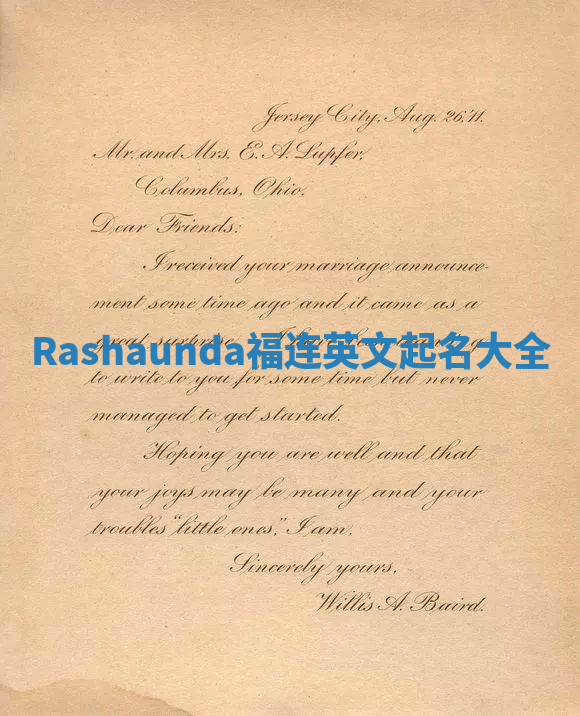 Jersey City, Aug. 26, '11.
Mr. and Mrs. E. A. Lupfer,
Columbus, Ohio.
Dear Friends:
I received your marriage announce-
ment some time ago and it came as a
great surprise. I have
Rashaunda福连英文起名大全
to write to you for some time but never
managed to get started.
Hoping you are well and that
your joys may be many and your
troubles "little ones," I am,
Sincerely yours,
Willis A. Baird.